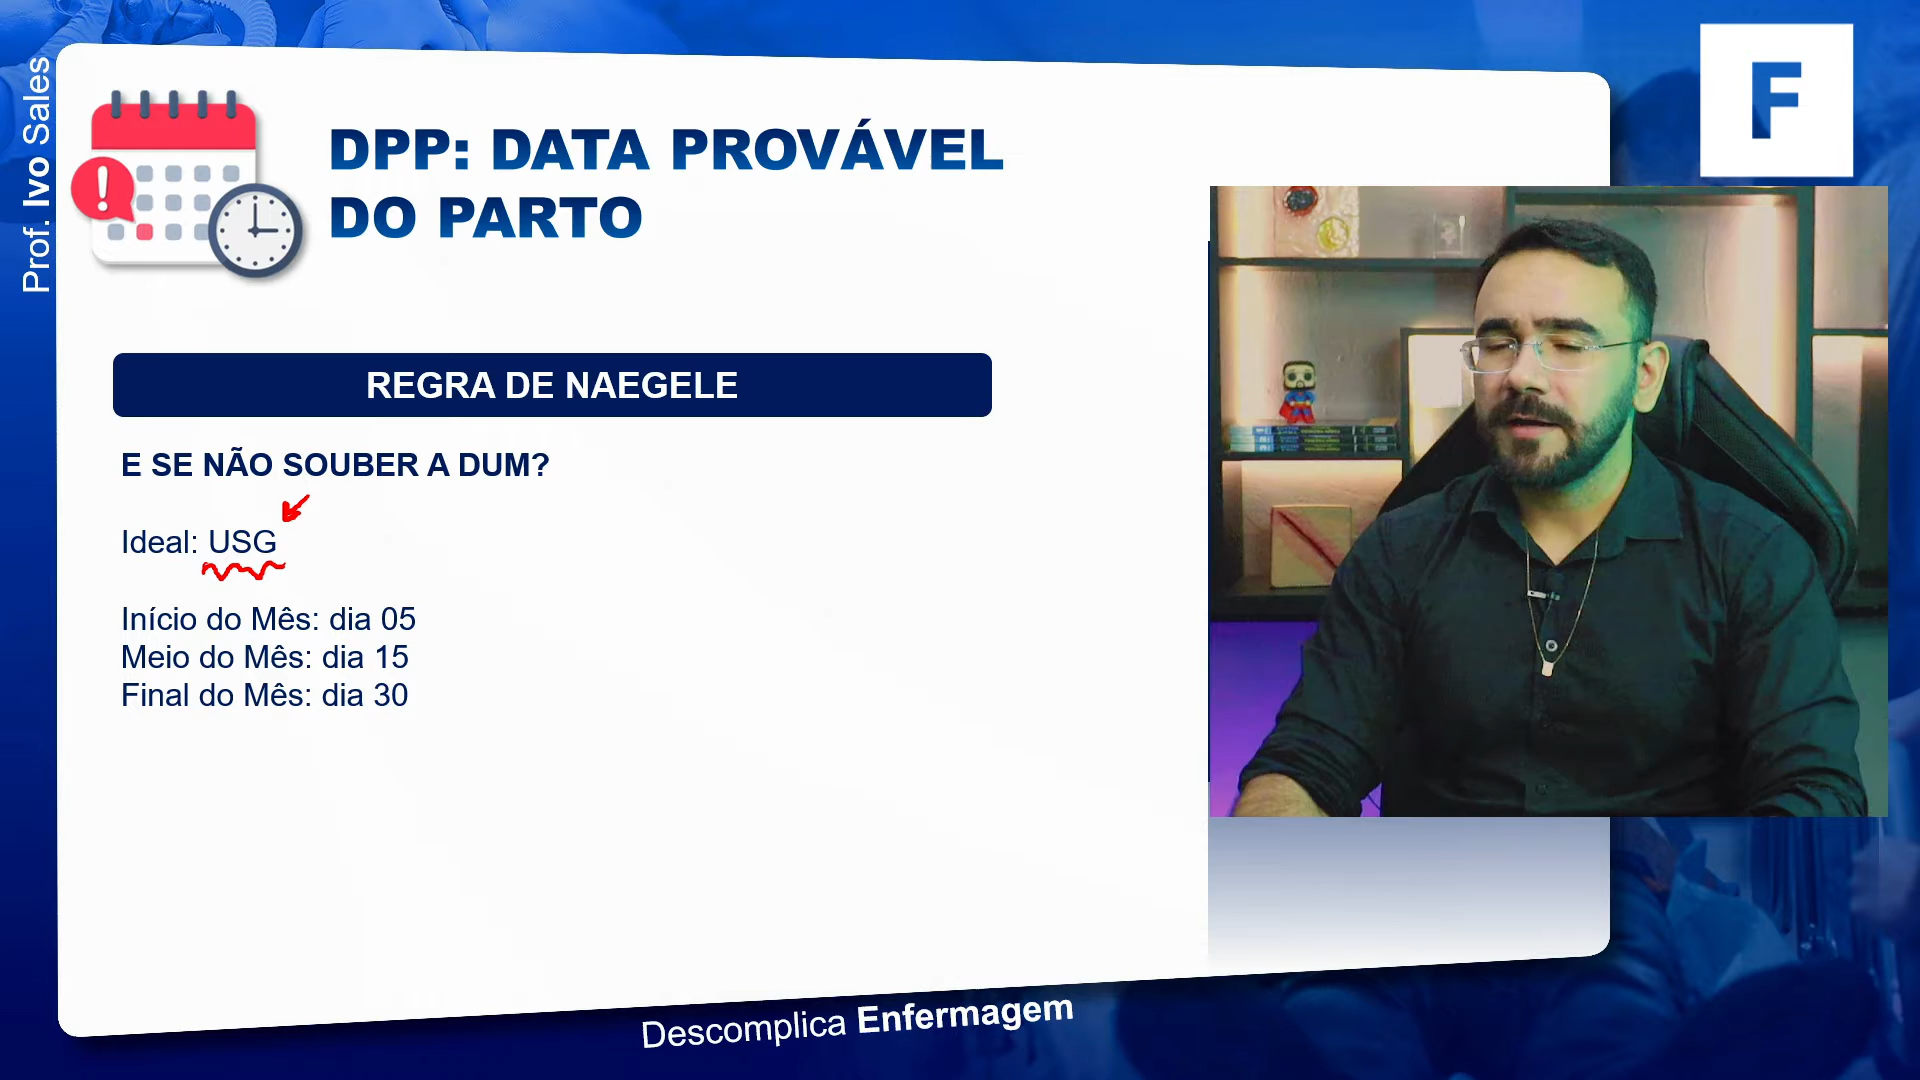 Prof. Ivo Sales
F
DPP: DATA PROVÁVEL
DO PARTO
REGRA DE NAEGELE
E SE NÃO SOUBER A DUM?
Ideal: USG
Início do Mês: dia 05
Meio do Mês: dia 15
Final do Mês: dia 30
Descomplica Enfermagem